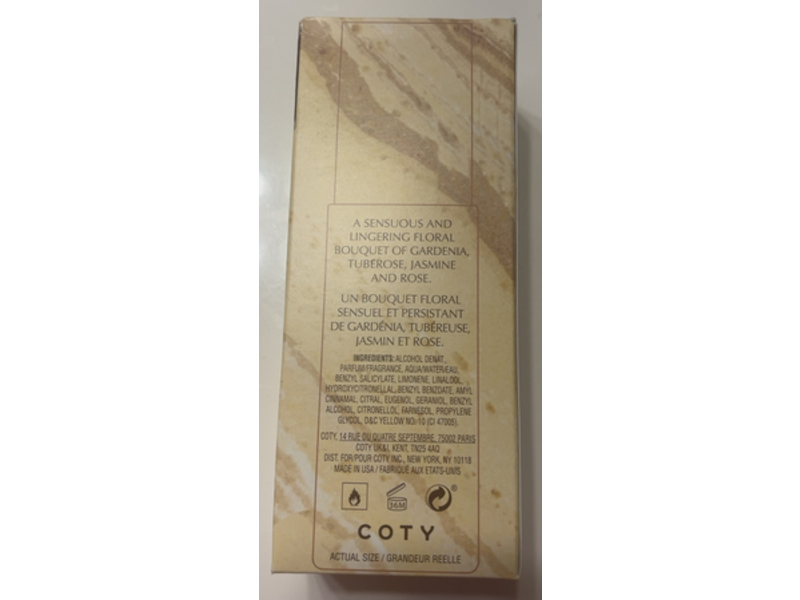 A SENSUOUS AND
LINGERING FLORAL
BOUQUET OF GARDENIA,
TUBEROSE, JASMINE
AND ROSE.
UN BOUQUET FLORAL
SENSUEL ET PERSISTANT
DE GARDÉNIA, TUBÉREUSE,
JASMIN ET ROSE.
INGREDIENTS: ALCOHOL DENAT.,
PARFUM/FRAGRANCE, AQUA/WATER/EAU,
BENZYL SALICYLATE, LIMONENE, LINALOOL,
HYDROXYCITRONELLAL, BENZYL BENZOATE, AMYL
CINNAMAL, CITRAL, EUGENOL, GERANIOL, BENZYL
ALCOHOL, CITRONELLOL, FARNESOL, PROPYLENE
GLYCOL, D&C YELLOW NO. 10 (CI 47005).
COTY, 14 RUE DU QUATRE SEPTEMBRE, 75002 PARIS
COTY UK&I, KENT, TN25 4AQ
DIST. FOR/POUR COTY INC., NEW YORK, NY 10118
MADE IN USA / FABRIQUÉ AUX ETATS-UNIS
36M
®
COTY
ACTUAL SIZE / GRANDEUR REELLE